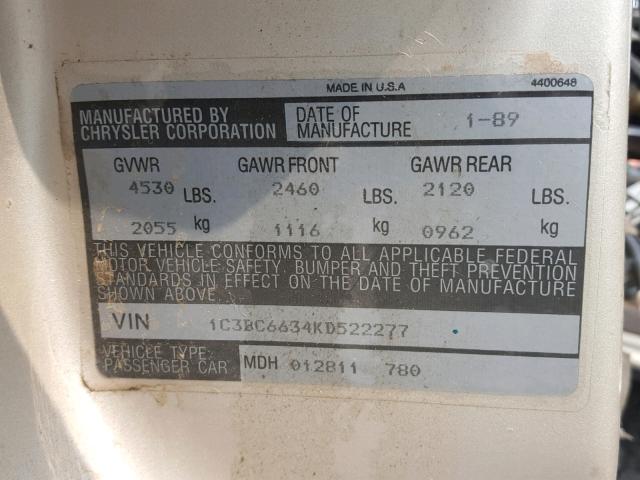 MADE IN U.S.A 4400648
MANUFACTURED BY
CHRYSLER CORPORATION
DATE OF
MANUFACTURE 1-89
GVWR GAWR FRONT GAWR REAR
4530 LBS. 2460 LBS. 2120 LBS.
2055 kg 1116 kg 0962 kg
THIS VEHICLE CONFORMS TO ALL APPLICABLE FEDERAL
MOTOR VEHICLE SAFETY, BUMPER AND THEFT PREVENTION
STANDARDS IN EFFECT ON THE DATE OF MANUFACTURE
SHOWN ABOVE.
VIN 1C3BC6634KD522277
VEHICLE TYPE:
PASSENGER CAR
MDH 012811 780